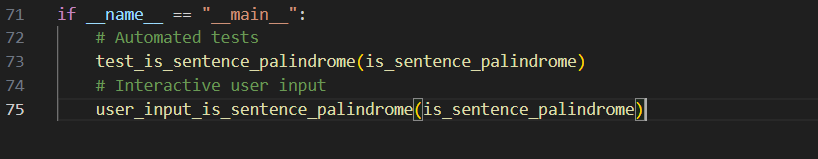 71 if __name__ == "__main__":
72     # Automated tests
73     test_is_sentence_palindrome(is_sentence_palindrome)
74     # Interactive user input
75     user_input_is_sentence_palindrome(is_sentence_palindrome)